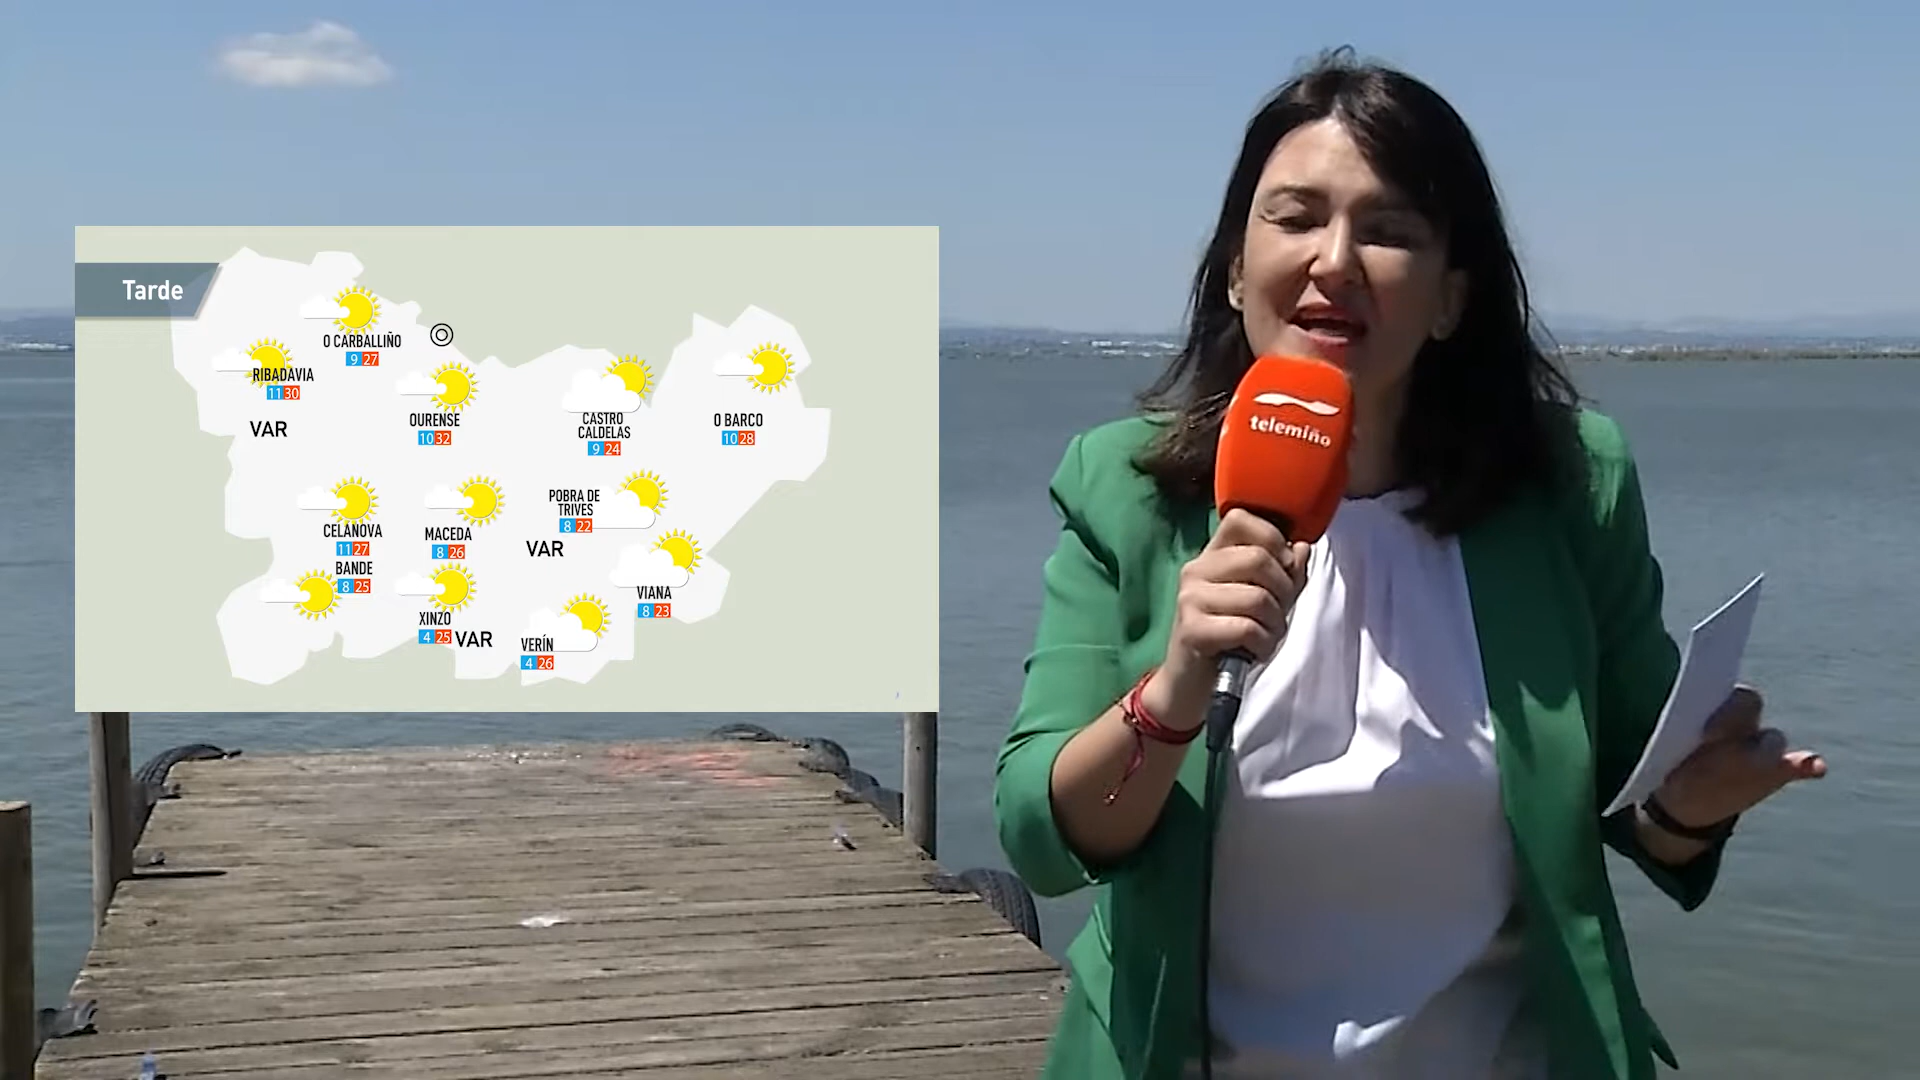 Tarde
O CARBALLIÑO
9 27
RIBADAVIA
11 30
VAR
OURENSE
10 32
CASTRO
CALDELAS
9 24
O BARCO
10 28
CELANOVA
11 27
MACEDA
8 26
POBRA DE
TRIVES
8 22
VAR
BANDE
8 25
XINZO
4 25
VAR
VERÍN
4 26
VIANA
8 23
telemiño